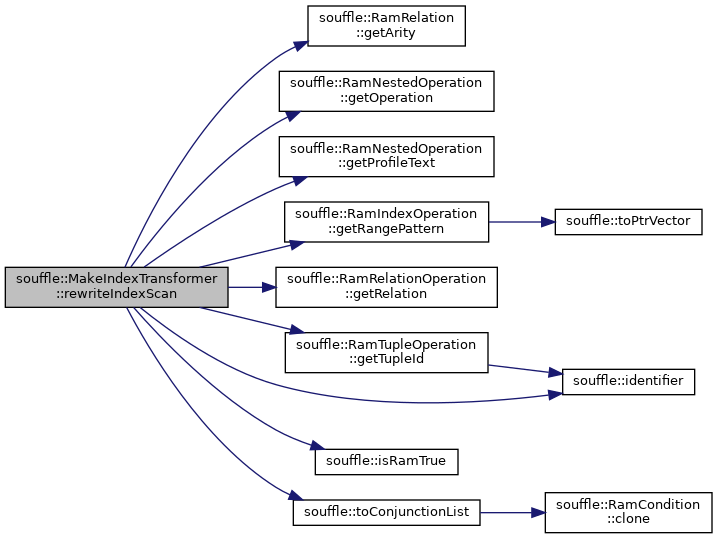 souffle::RamRelation
::getArity
souffle::RamNestedOperation
::getOperation
souffle::RamNestedOperation
::getProfileText
souffle::RamIndexOperation
::getRangePattern
souffle::toPtrVector
souffle::MakeIndexTransformer
::rewriteIndexScan
souffle::RamRelationOperation
::getRelation
souffle::RamTupleOperation
::getTupleId
souffle::identifier
souffle::isRamTrue
souffle::toConjunctionList
souffle::RamCondition
::clone